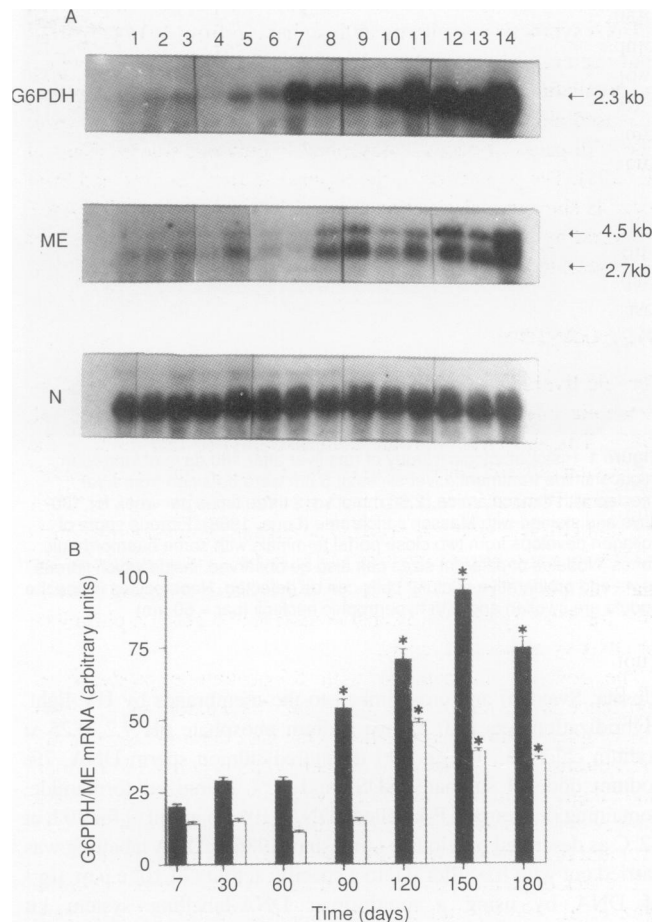 A
1 2 3 4 5 6 7 8 9 10 11 12 13 14
G6PDH
← 2.3 kb
ME
← 4.5 kb
← 2.7kb
N
B
G6PDH/ME mRNA (arbitrary units)
100
75
50
25
0
* * * * * * *
7 30 60 90 120 150 180
Time (days)